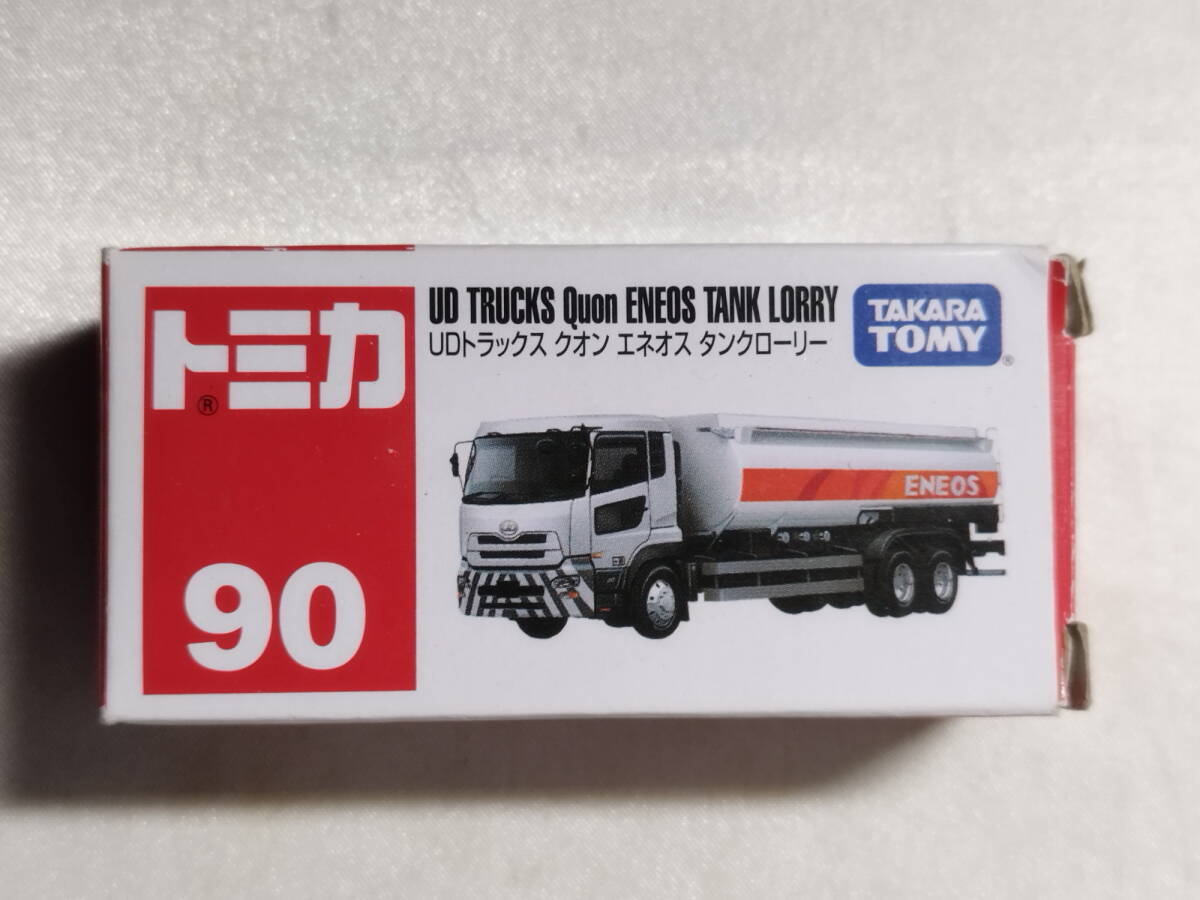 トミカ
®
90
UD TRUCKS Quon ENEOS TANK LORRY
UDトラックス クオン エネオス タンクローリー
TAKARA
TOMY
®
ENEOS